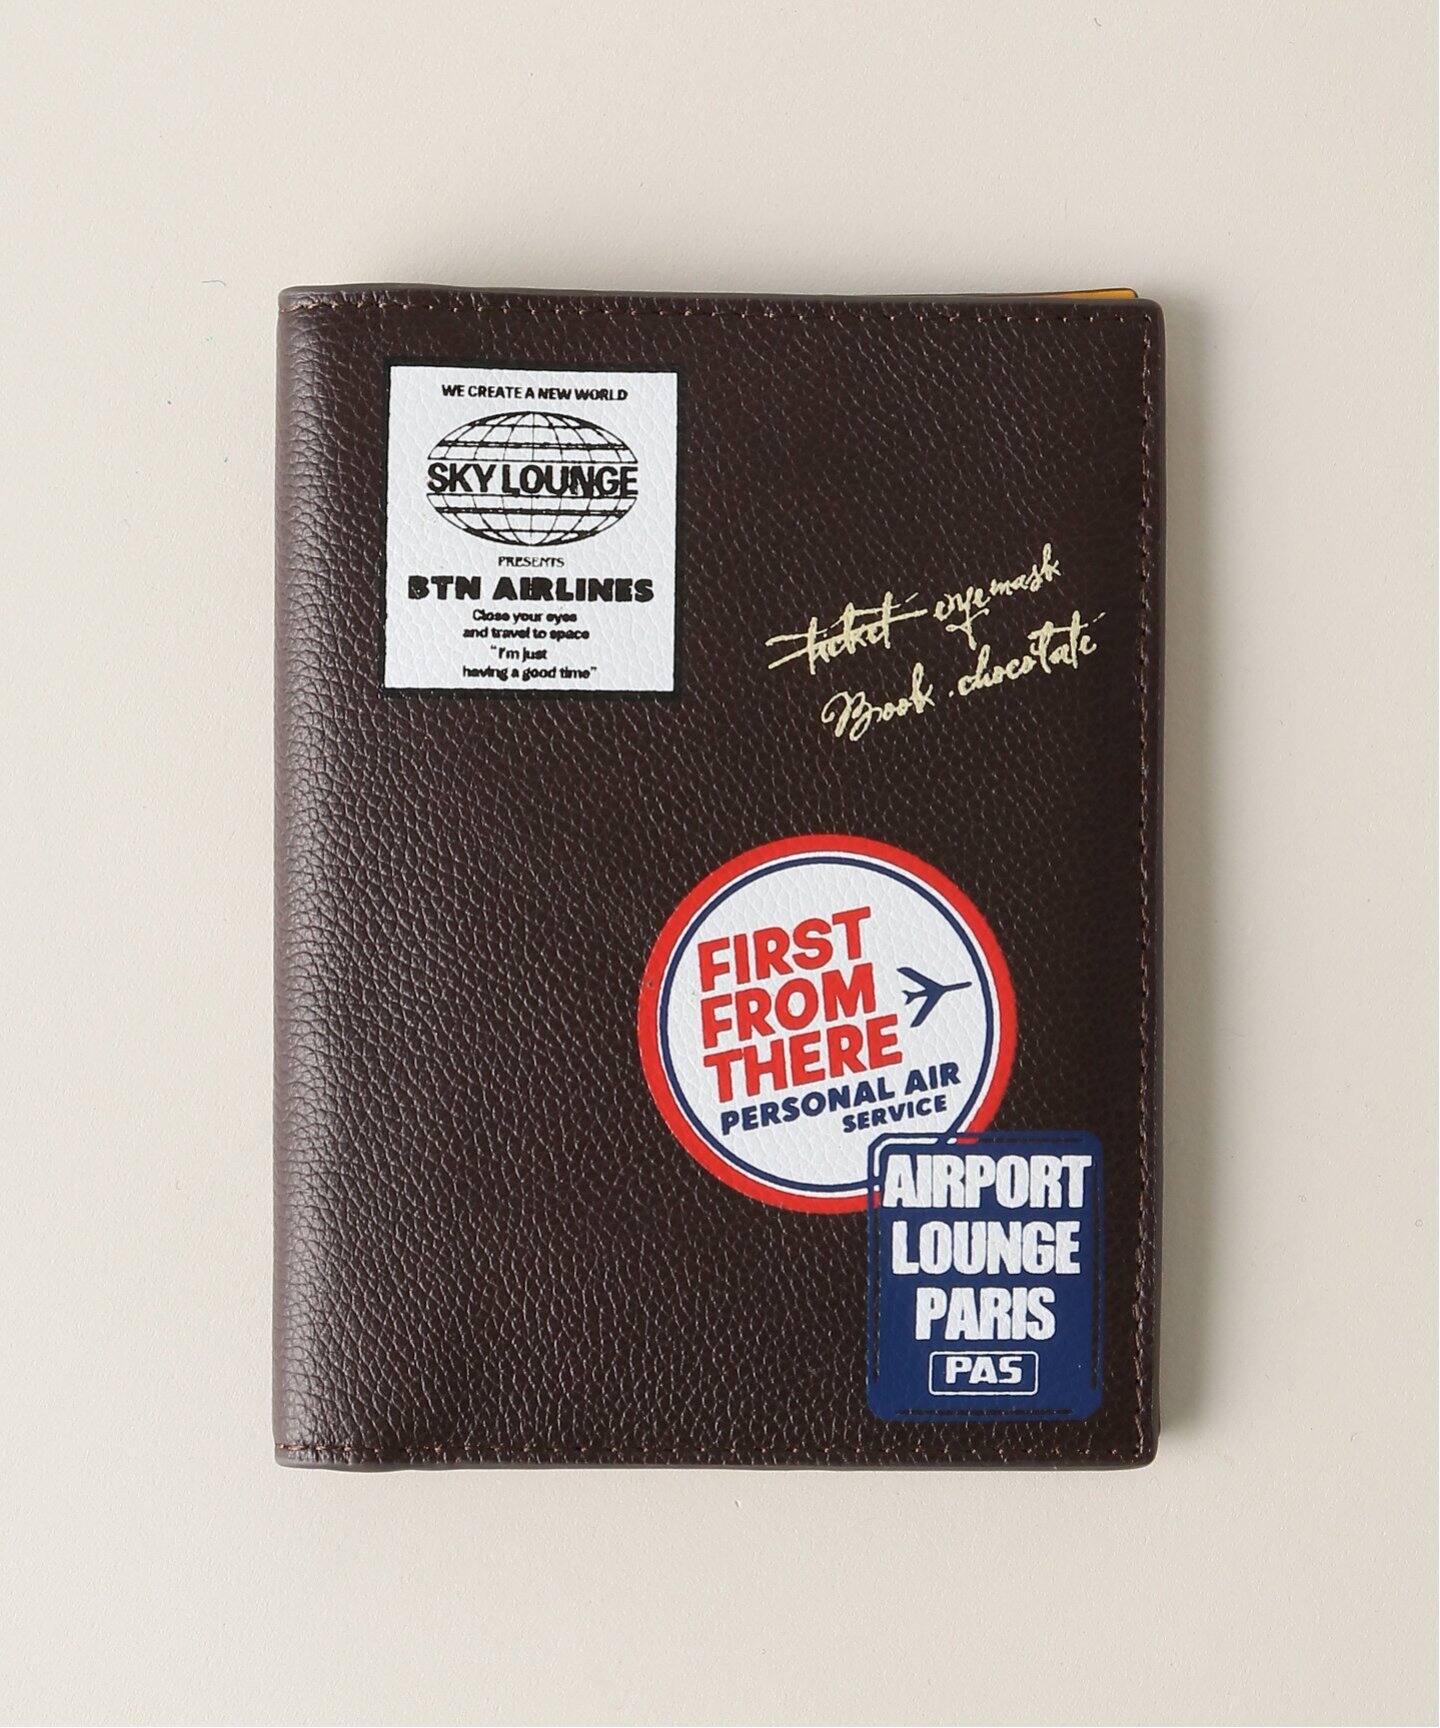 WE CREATE A NEW WORLD
SKY LOUNGE
PRESENTS
BTN AIRLINES
Close your eyes
and travel to space
"I'm just
having a good time"
ticket eyemask
Book . chocolate
FIRST
FROM
THERE
PERSONAL AIR
SERVICE
AIRPORT
LOUNGE
PARIS
PAS